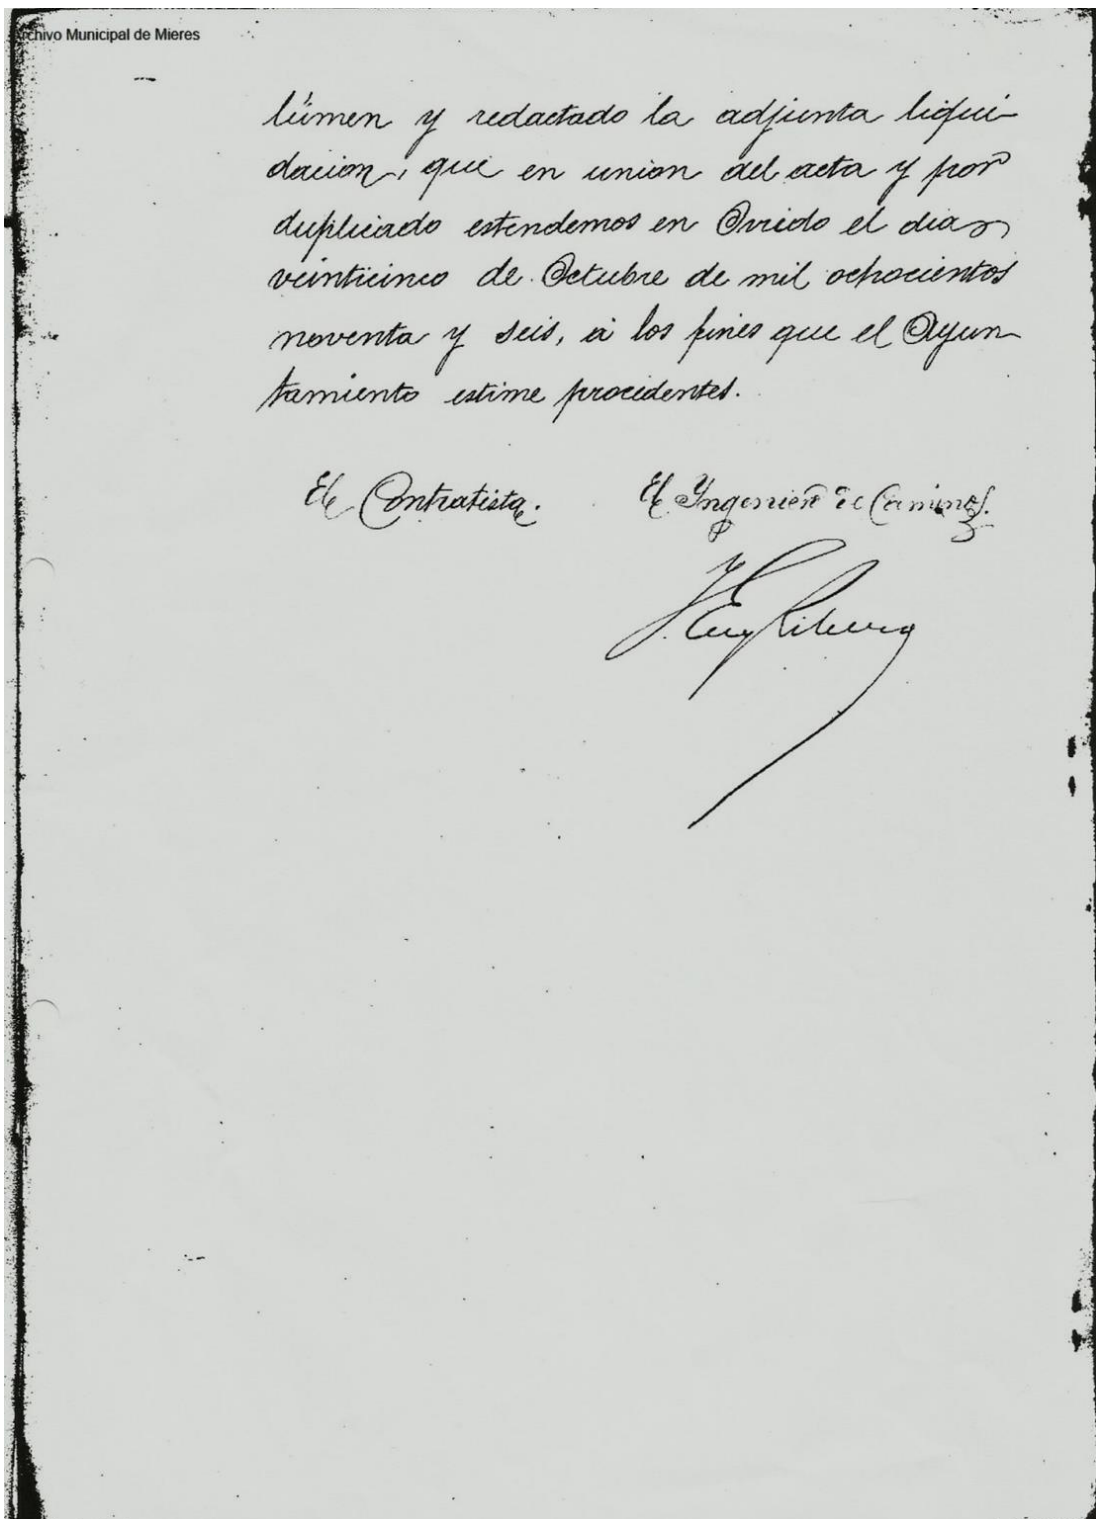 Archivo Municipal de Mieres
lúmen y redactado la adjunta liqui-
dacion, que en union del acta y por
duplicado estendemos en Oviedo el dia
veinticinco de Octubre de mil ochocientos
noventa y seis, á los fines que el Ayun-
tamiento estime procedentes.
El Contratista. El Ingeniero de Caminos.